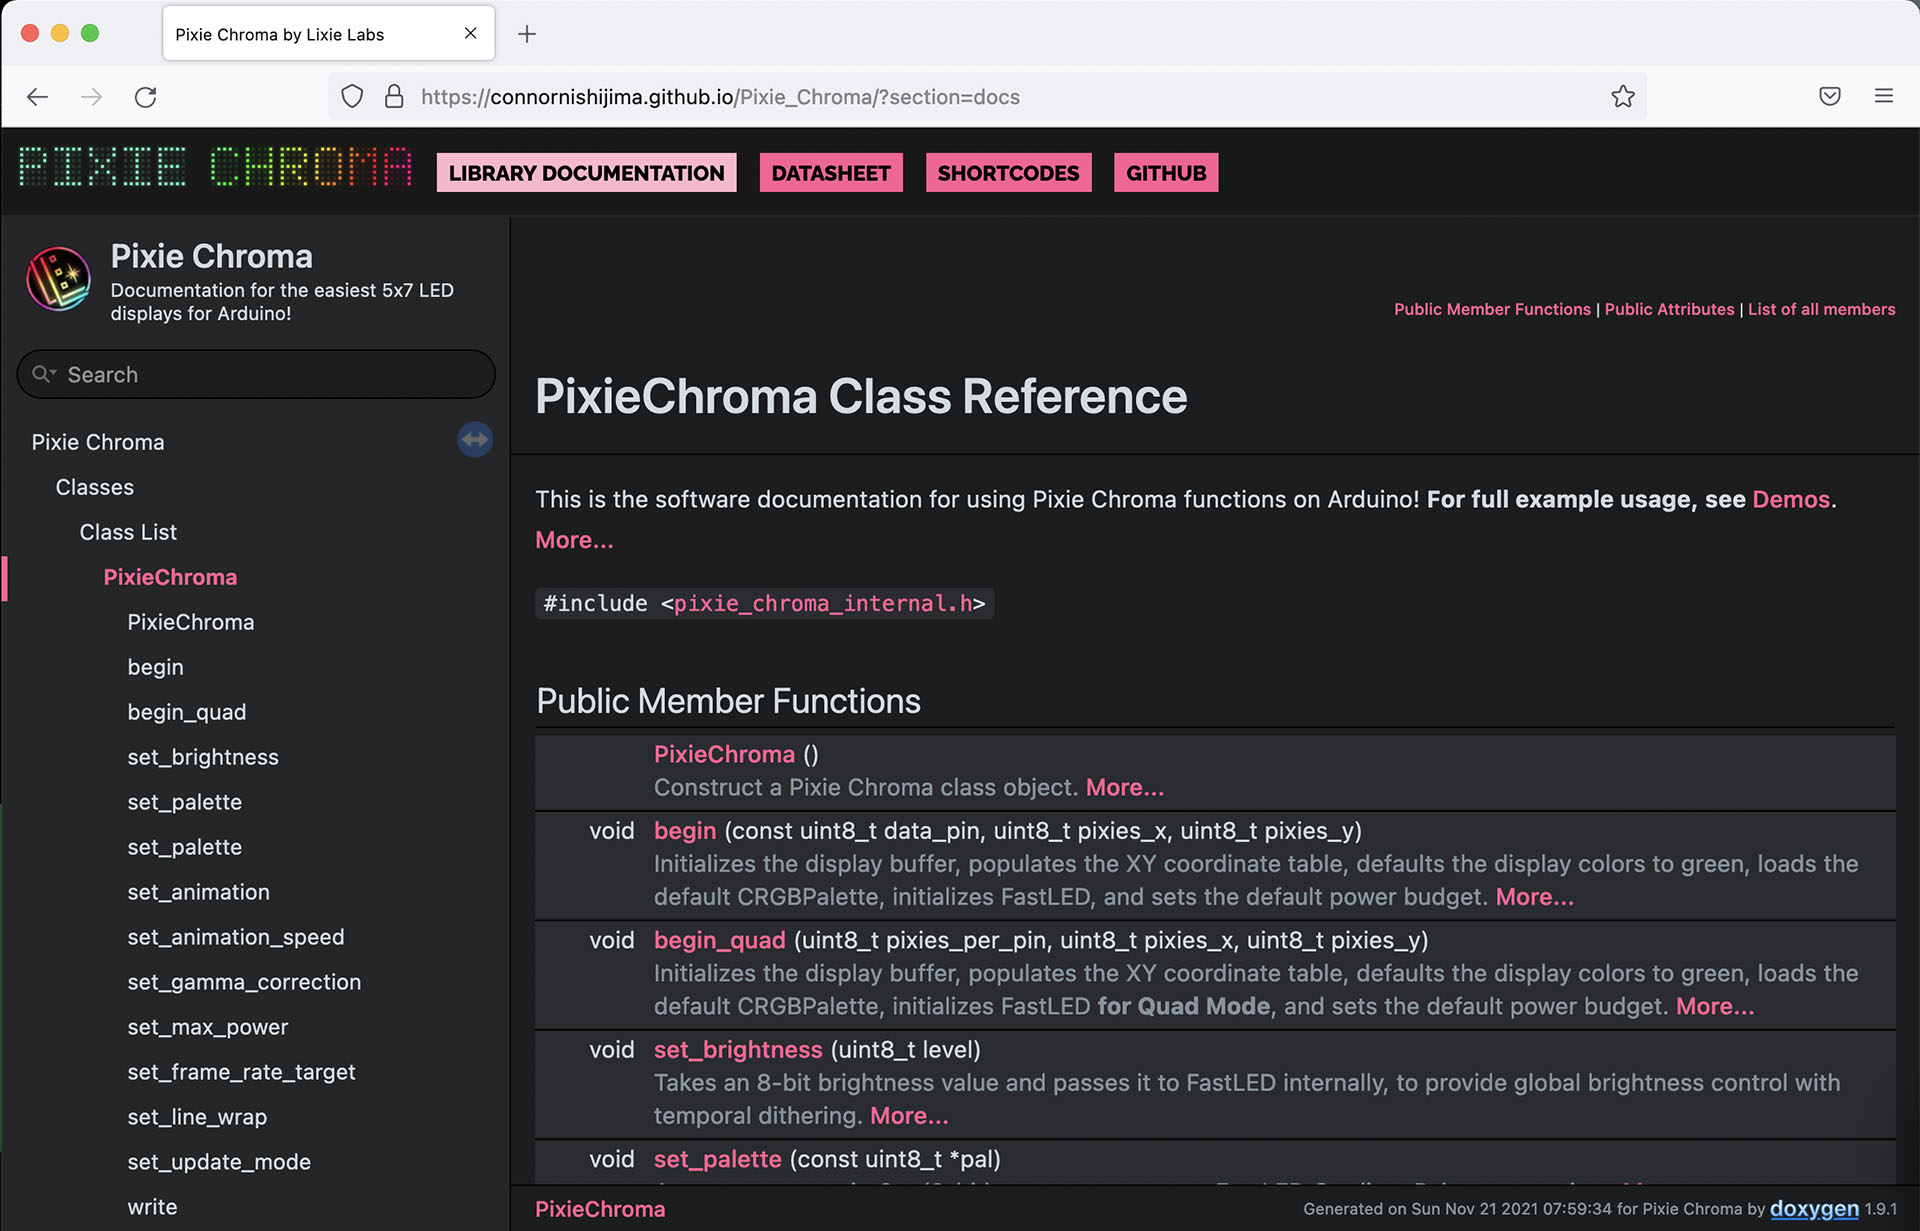 Pixie Chroma by Lixie Labs
https://connornishijima.github.io/Pixie_Chroma/?section=docs
PIXIE CHROMA
LIBRARY DOCUMENTATION
DATASHEET
SHORTCODES
GITHUB
Pixie Chroma
Documentation for the easiest 5x7 LED
displays for Arduino!
Search
Pixie Chroma
Classes
Class List
PixieChroma
PixieChroma
begin
begin_quad
set_brightness
set_palette
set_palette
set_animation
set_animation_speed
set_gamma_correction
set_max_power
set_frame_rate_target
set_line_wrap
set_update_mode
write
Public Member Functions | Public Attributes | List of all members
PixieChroma Class Reference
This is the software documentation for using Pixie Chroma functions on Arduino! For full example usage, see Demos.
More...
#include <pixie_chroma_internal.h>
Public Member Functions
PixieChroma ()
Construct a Pixie Chroma class object. More...
void begin (const uint8_t data_pin, uint8_t pixies_x, uint8_t pixies_y)
Initializes the display buffer, populates the XY coordinate table, defaults the display colors to green, loads the
default CRGBPalette, initializes FastLED, and sets the default power budget. More...
void begin_quad (uint8_t pixies_per_pin, uint8_t pixies_x, uint8_t pixies_y)
Initializes the display buffer, populates the XY coordinate table, defaults the display colors to green, loads the
default CRGBPalette, initializes FastLED for Quad Mode, and sets the default power budget. More...
void set_brightness (uint8_t level)
Takes an 8-bit brightness value and passes it to FastLED internally, to provide global brightness control with
temporal dithering. More...
void set_palette (const uint8_t *pal)
PixieChroma
Generated on Sun Nov 21 2021 07:59:34 for Pixie Chroma by doxygen 1.9.1